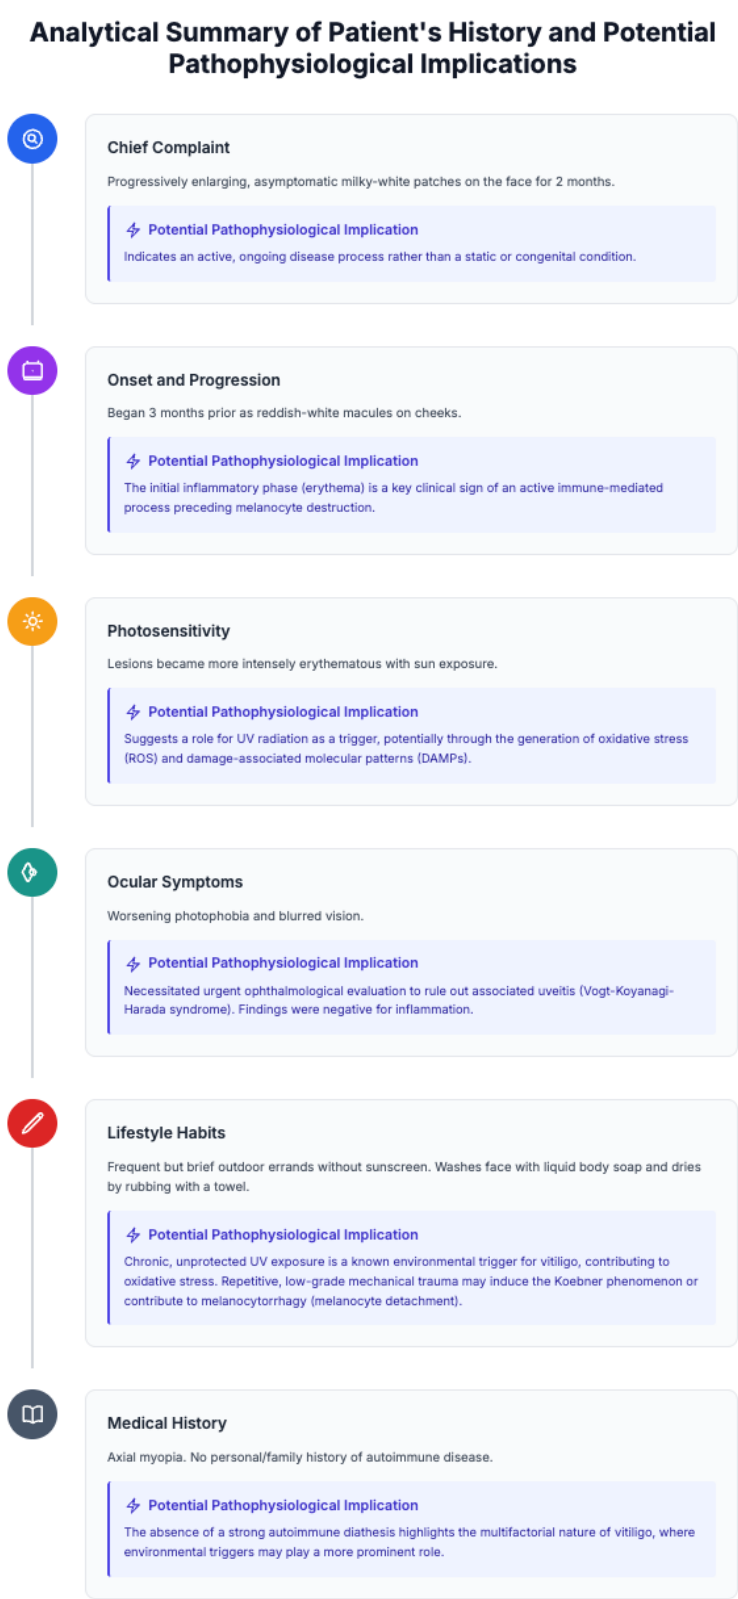 Analytical Summary of Patient's History and Potential
Pathophysiological Implications
Chief Complaint
Progressively enlarging, asymptomatic milky-white patches on the face for 2 months.
Potential Pathophysiological Implication
Indicates an active, ongoing disease process rather than a static or congenital condition.
Onset and Progression
Began 3 months prior as reddish-white macules on cheeks.
Potential Pathophysiological Implication
The initial inflammatory phase (erythema) is a key clinical sign of an active immune-mediated
process preceding melanocyte destruction.
Photosensitivity
Lesions became more intensely erythematous with sun exposure.
Potential Pathophysiological Implication
Suggests a role for UV radiation as a trigger, potentially through the generation of oxidative stress
(ROS) and damage-associated molecular patterns (DAMPs).
Ocular Symptoms
Worsening photophobia and blurred vision.
Potential Pathophysiological Implication
Necessitated urgent ophthalmological evaluation to rule out associated uveitis (Vogt-Koyanagi-
Harada syndrome). Findings were negative for inflammation.
Lifestyle Habits
Frequent but brief outdoor errands without sunscreen. Washes face with liquid body soap and dries
by rubbing with a towel.
Potential Pathophysiological Implication
Chronic, unprotected UV exposure is a known environmental trigger for vitiligo, contributing to
oxidative stress. Repetitive, low-grade mechanical trauma may induce the Koebner phenomenon or
contribute to melanocytorrhagy (melanocyte detachment).
Medical History
Axial myopia. No personal/family history of autoimmune disease.
Potential Pathophysiological Implication
The absence of a strong autoimmune diathesis highlights the multifactorial nature of vitiligo, where
environmental triggers may play a more prominent role.